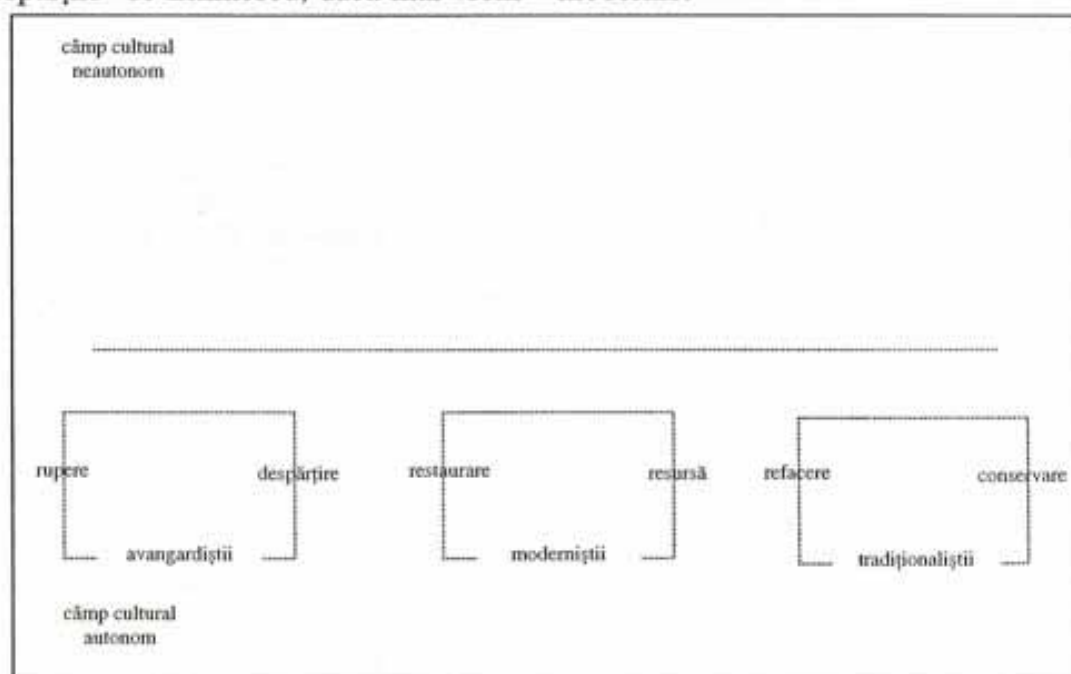 câmp cultural
neautonom
rupere despărțire restaurare resursă refacere conservare
avangardiștii moderniștii tradiționaliștii
câmp cultural
autonom